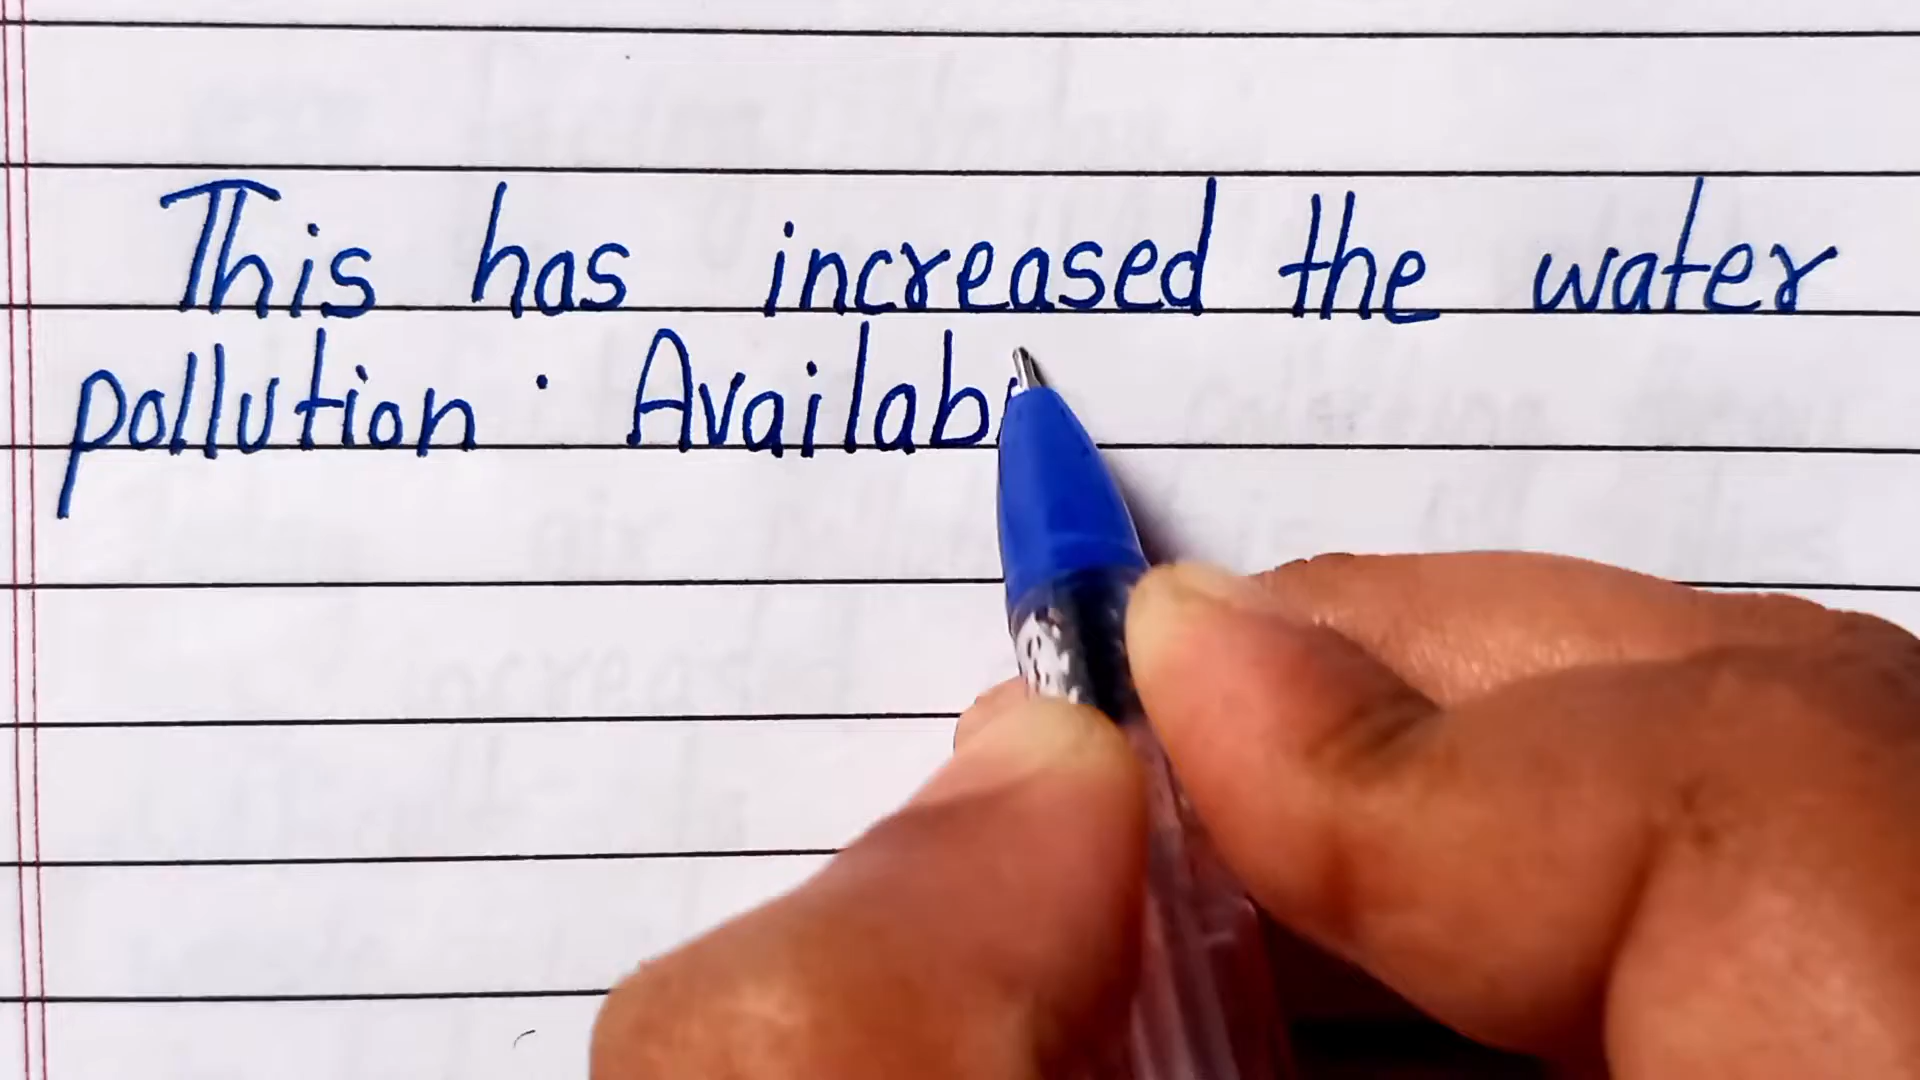 This has increased the water
pollution. Availab